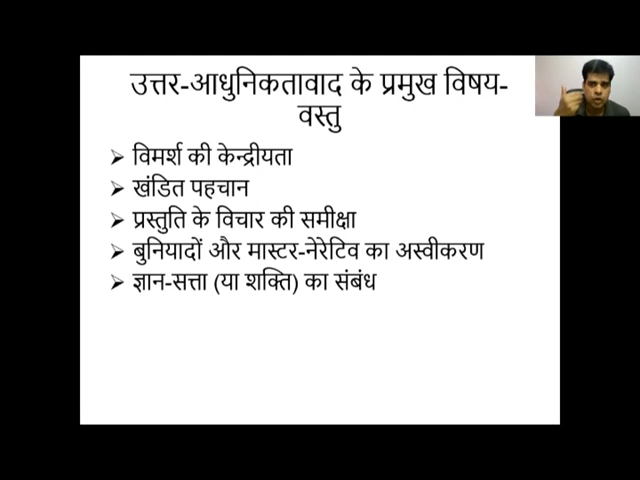 उत्तर-आधुनिकतावाद के प्रमुख विषय-
वस्तु
➢ विमर्श की केन्द्रीयता
➢ खंडित पहचान
➢ प्रस्तुति के विचार की समीक्षा
➢ बुनियादों और मास्टर-नेरेटिव का अस्वीकरण
➢ ज्ञान-सत्ता (या शक्ति) का संबंध